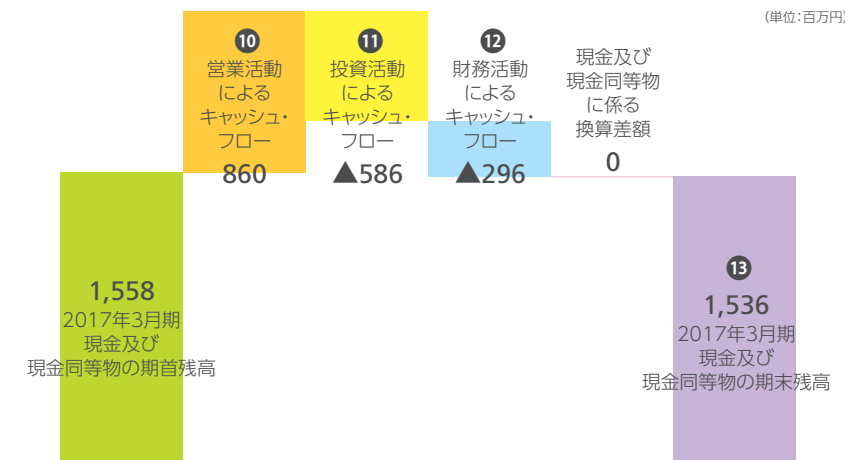 (単位：百万円)
⑩
営業活動
による
キャッシュ・
フロー
860
⑪
投資活動
による
キャッシュ・
フロー
▲586
⑫
財務活動
による
キャッシュ・
フロー
▲296
現金及び
現金同等物
に係る
換算差額
0
1,558
2017年3月期
現金及び
現金同等物の期首残高
⑬
1,536
2017年3月期
現金及び
現金同等物の期末残高